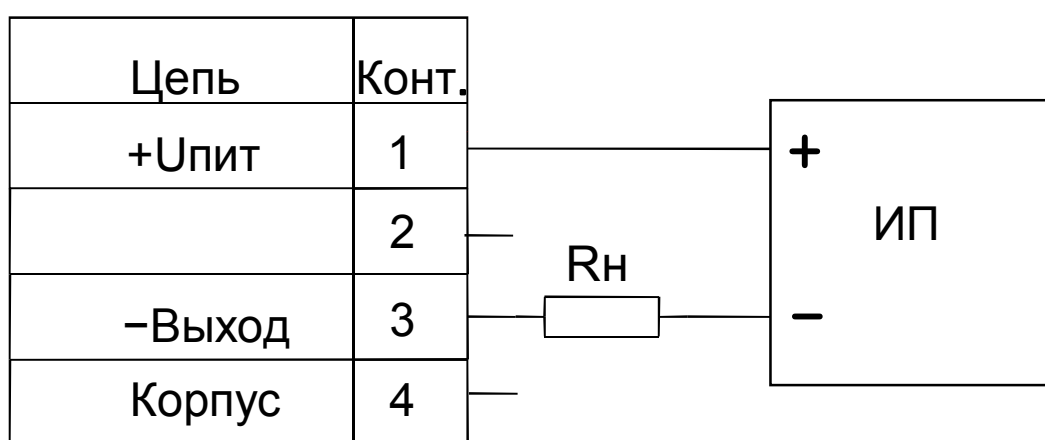 Цепь Конт.
+Uпит 1 +
2 ИП
Rн
−Выход 3 −
Корпус 4